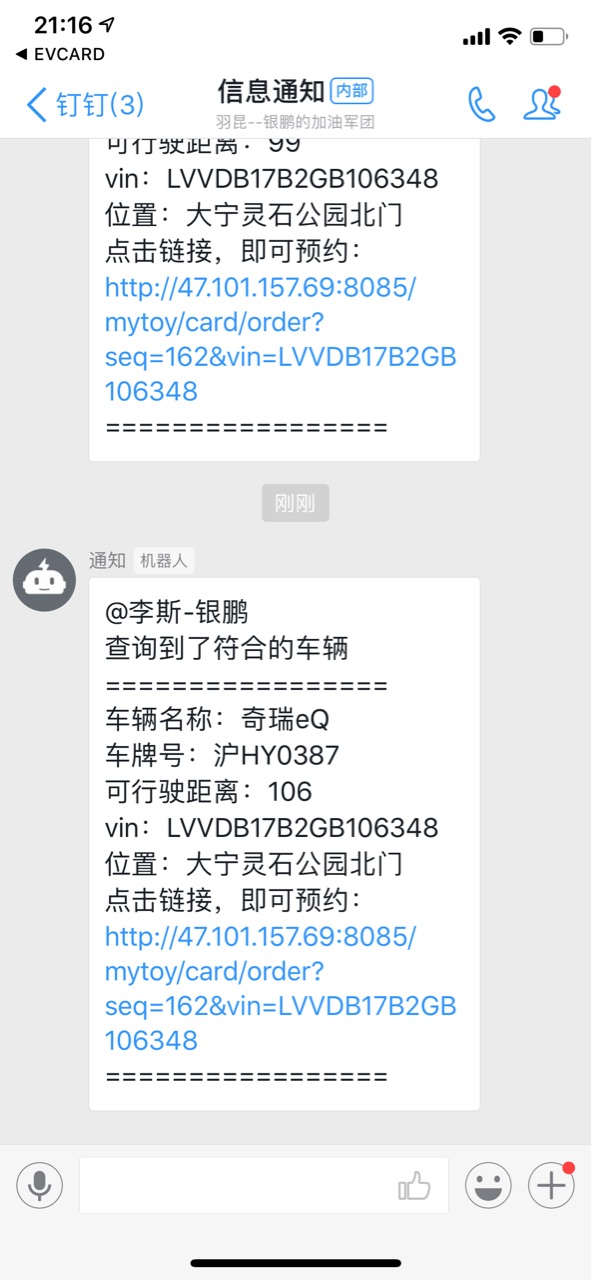 21:16
◀ EVCARD
钉钉(3)
信息通知 内部
羽昆--银鹏的加油军团
可行驶距离：99
vin：LVVDB17B2GB106348
位置：大宁灵石公园北门
点击链接，即可预约：
http://47.101.157.69:8085/
mytoy/card/order?
seq=162&vin=LVVDB17B2GB
106348
=================
刚刚
通知 机器人
@李斯-银鹏
查询到了符合的车辆
=================
车辆名称：奇瑞eQ
车牌号：沪HY0387
可行驶距离：106
vin：LVVDB17B2GB106348
位置：大宁灵石公园北门
点击链接，即可预约：
http://47.101.157.69:8085/
mytoy/card/order?
seq=162&vin=LVVDB17B2GB
106348
=================